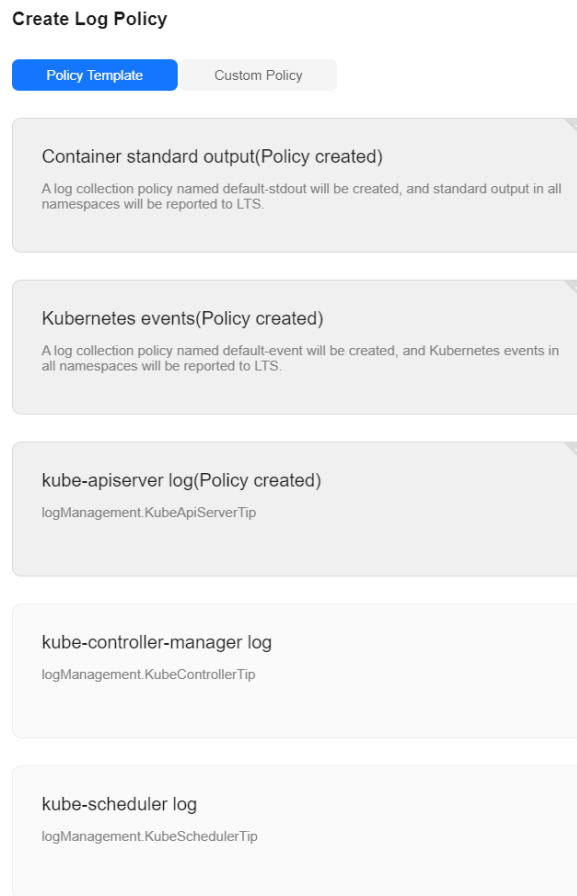 Create Log Policy
Policy Template
Custom Policy
Container standard output(Policy created)
A log collection policy named default-stdout will be created, and standard output in all
namespaces will be reported to LTS.
Kubernetes events(Policy created)
A log collection policy named default-event will be created, and Kubernetes events in
all namespaces will be reported to LTS.
kube-apiserver log(Policy created)
logManagement.KubeApiServerTip
kube-controller-manager log
logManagement.KubeControllerTip
kube-scheduler log
logManagement.KubeSchedulerTip